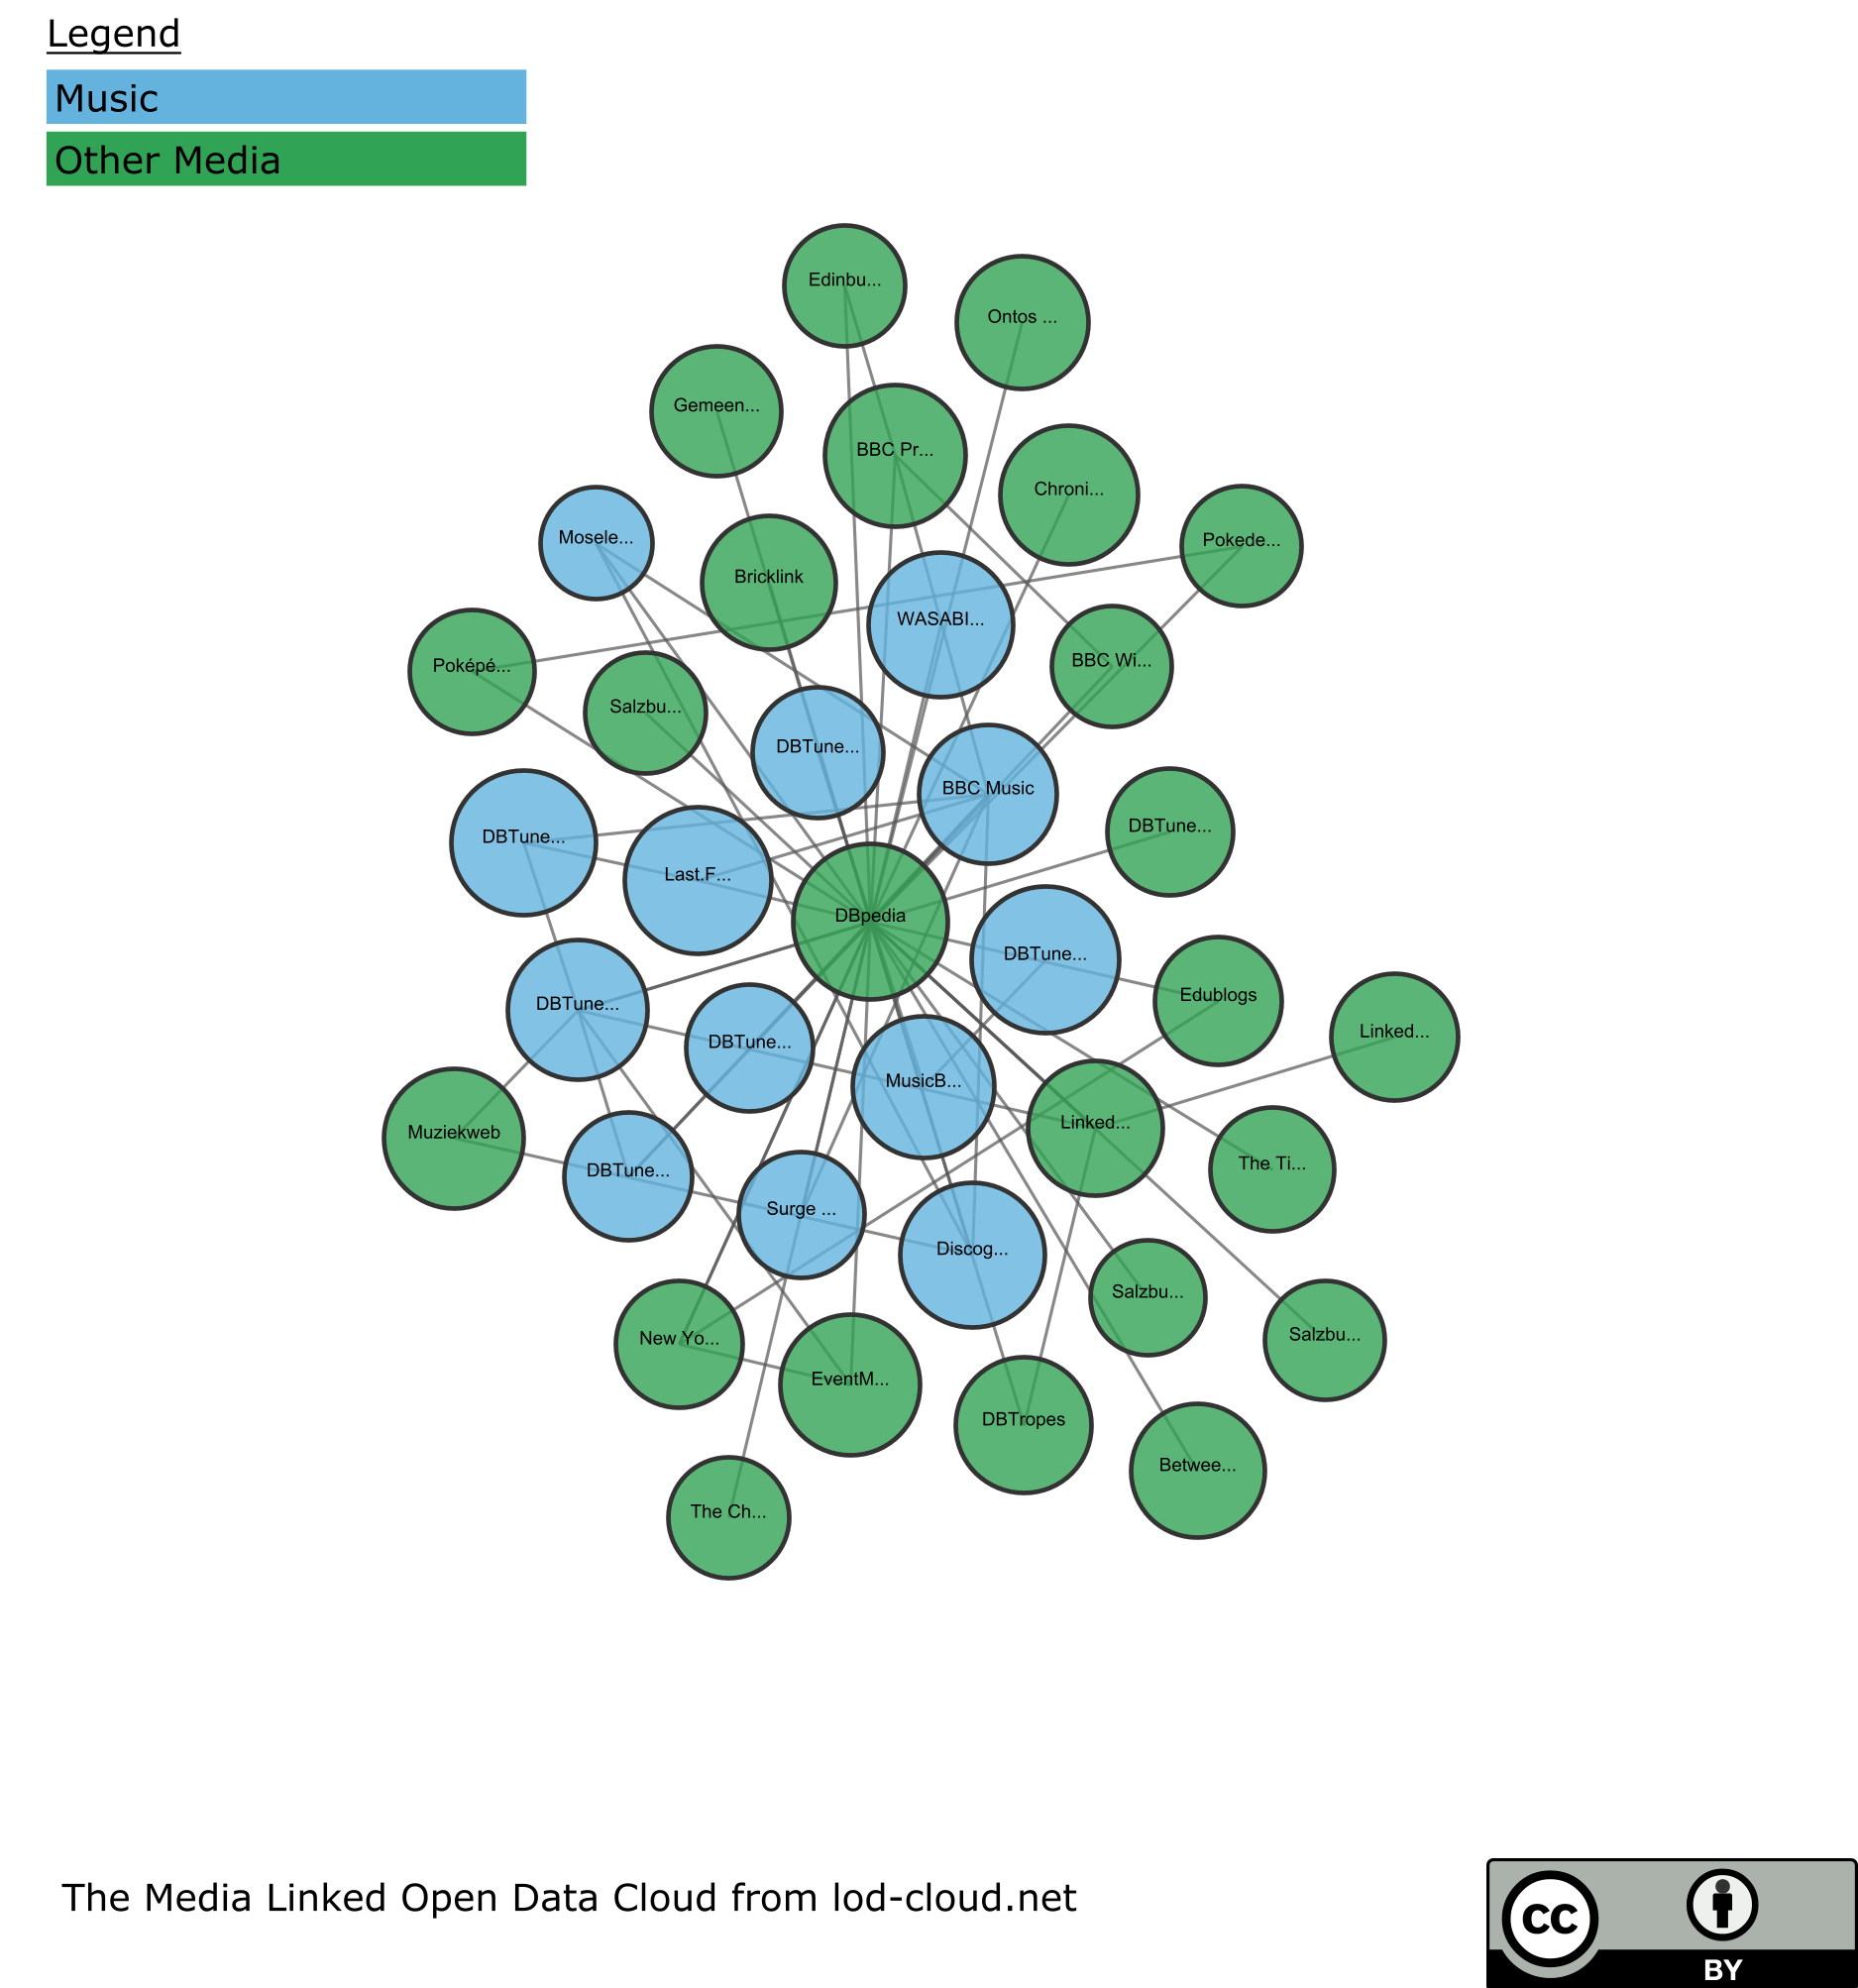 Legend
Music
Other Media
Edinbu...
Ontos ...
Gemeen...
BBC Pr...
Chroni...
Mosele...
Pokede...
Bricklink
WASABI...
Poképé...
BBC Wi...
Salzbu...
DBTune...
BBC Music
DBTune...
DBTune...
Last.F...
DBpedia
DBTune...
Edublogs
DBTune...
Linked...
DBTune...
MusicB...
Linked...
Muziekweb
The Ti...
DBTune...
Surge ...
Discog...
Salzbu...
New Yo...
Salzbu...
EventM...
DBTropes
Betwee...
The Ch...
The Media Linked Open Data Cloud from lod-cloud.net
cc
BY